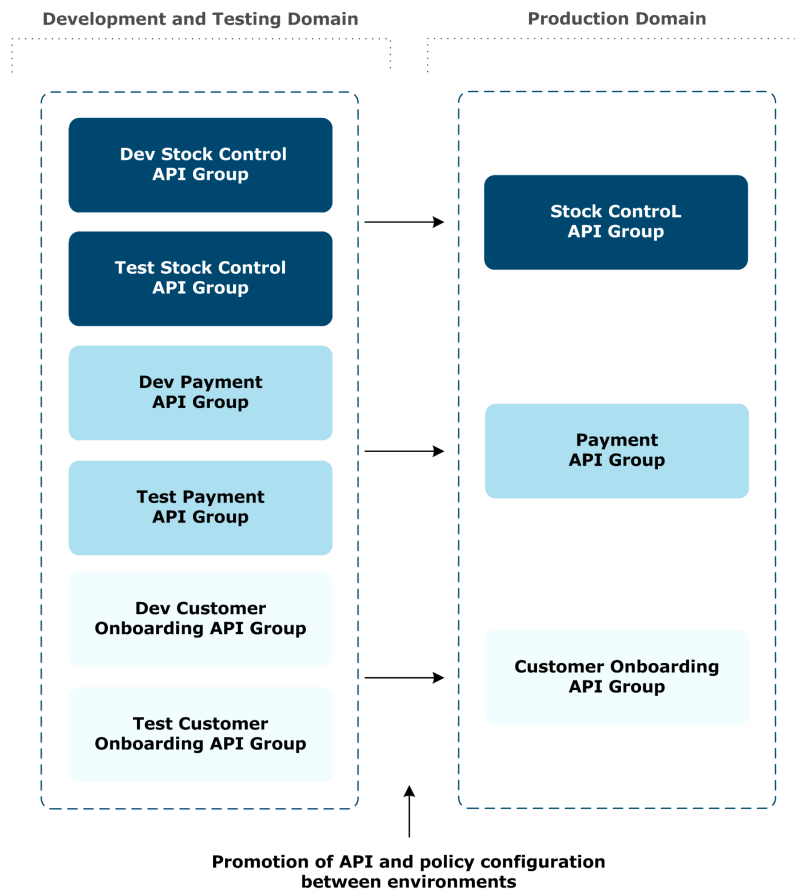 Development and Testing Domain
Production Domain
Dev Stock Control
API Group
Test Stock Control
API Group
Dev Payment
API Group
Test Payment
API Group
Dev Customer
Onboarding API Group
Test Customer
Onboarding API Group
Stock ControL
API Group
Payment
API Group
Customer Onboarding
API Group
Promotion of API and policy configuration
between environments